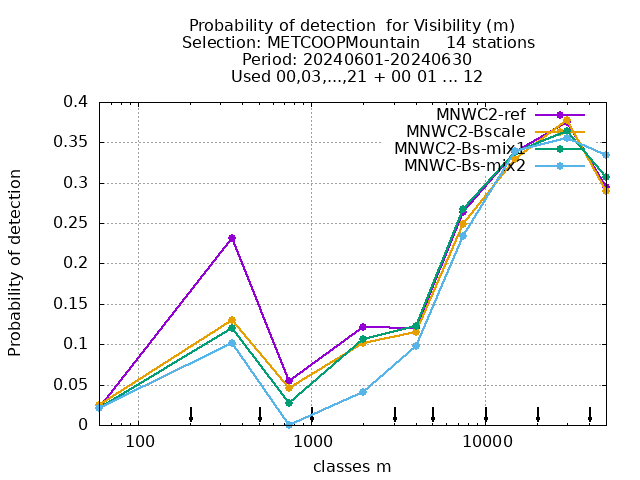 Probability of detection  for Visibility (m)
Selection: METCOOPMountain     14 stations
Period: 20240601-20240630
Used 00,03,...,21 + 00 01 ... 12
MNWC2-ref
MNWC2-Bscale
MNWC2-Bs-mix1
MNWC-Bs-mix2
Probability of detection
0.4
0.35
0.3
0.25
0.2
0.15
0.1
0.05
0
100
1000
10000
classes m